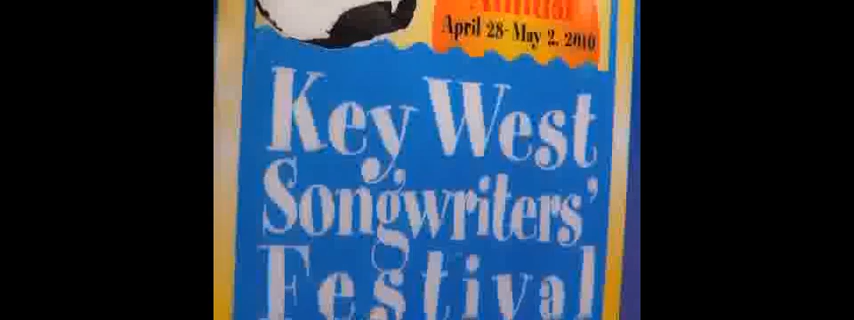 Annual
April 28-May 2, 2010
Key West
Songwriters'
Festival